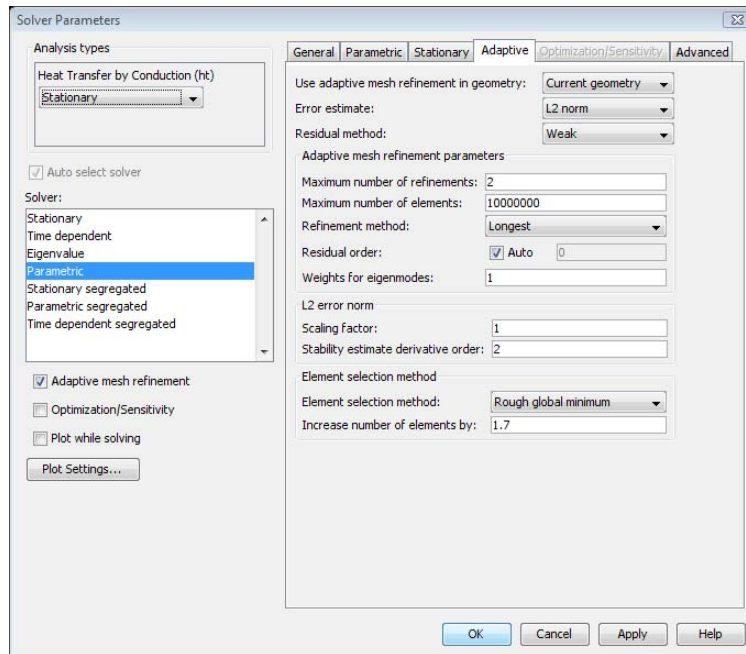 Solver Parameters
Analysis types
Heat Transfer by Conduction (ht)
Stationary
Auto select solver
Solver:
Stationary
Time dependent
Eigenvalue
Parametric
Stationary segregated
Parametric segregated
Time dependent segregated
Adaptive mesh refinement
Optimization/Sensitivity
Plot while solving
Plot Settings...
General Parametric Stationary Adaptive Optimization/Sensitivity Advanced
Use adaptive mesh refinement in geometry: Current geometry
Error estimate: L2 norm
Residual method: Weak
Adaptive mesh refinement parameters
Maximum number of refinements: 2
Maximum number of elements: 10000000
Refinement method: Longest
Residual order: Auto 0
Weights for eigenmodes: 1
L2 error norm
Scaling factor: 1
Stability estimate derivative order: 2
Element selection method
Element selection method: Rough global minimum
Increase number of elements by: 1.7
OK Cancel Apply Help